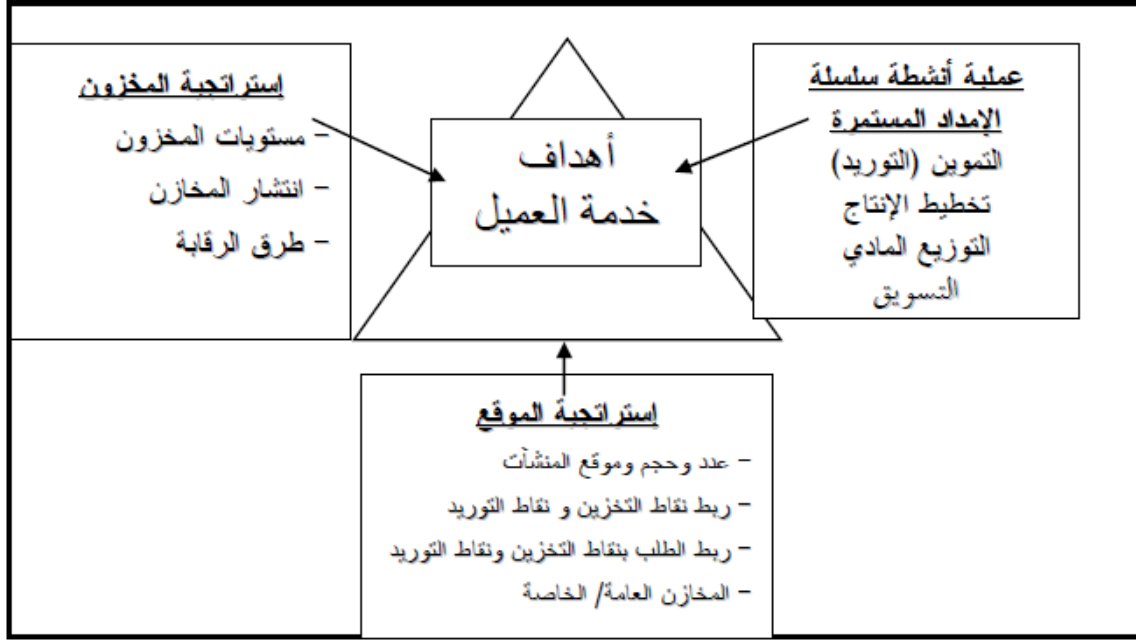 عملية أنشطة سلسلة
الإمداد المستمرة
التموين (التوريد)
تخطيط الإنتاج
التوزيع المادي
التسويق
أهداف
خدمة العميل
إستراتجية المخزون
- مستويات المخزون
- انتشار المخازن
- طرق الرقابة
إستراتجية الموقع
- عدد وحجم وموقع المنشآت
- ربط نقاط التخزين و نقاط التوريد
- ربط الطلب بنقاط التخزين ونقاط التوريد
- المخازن العامة/ الخاصة